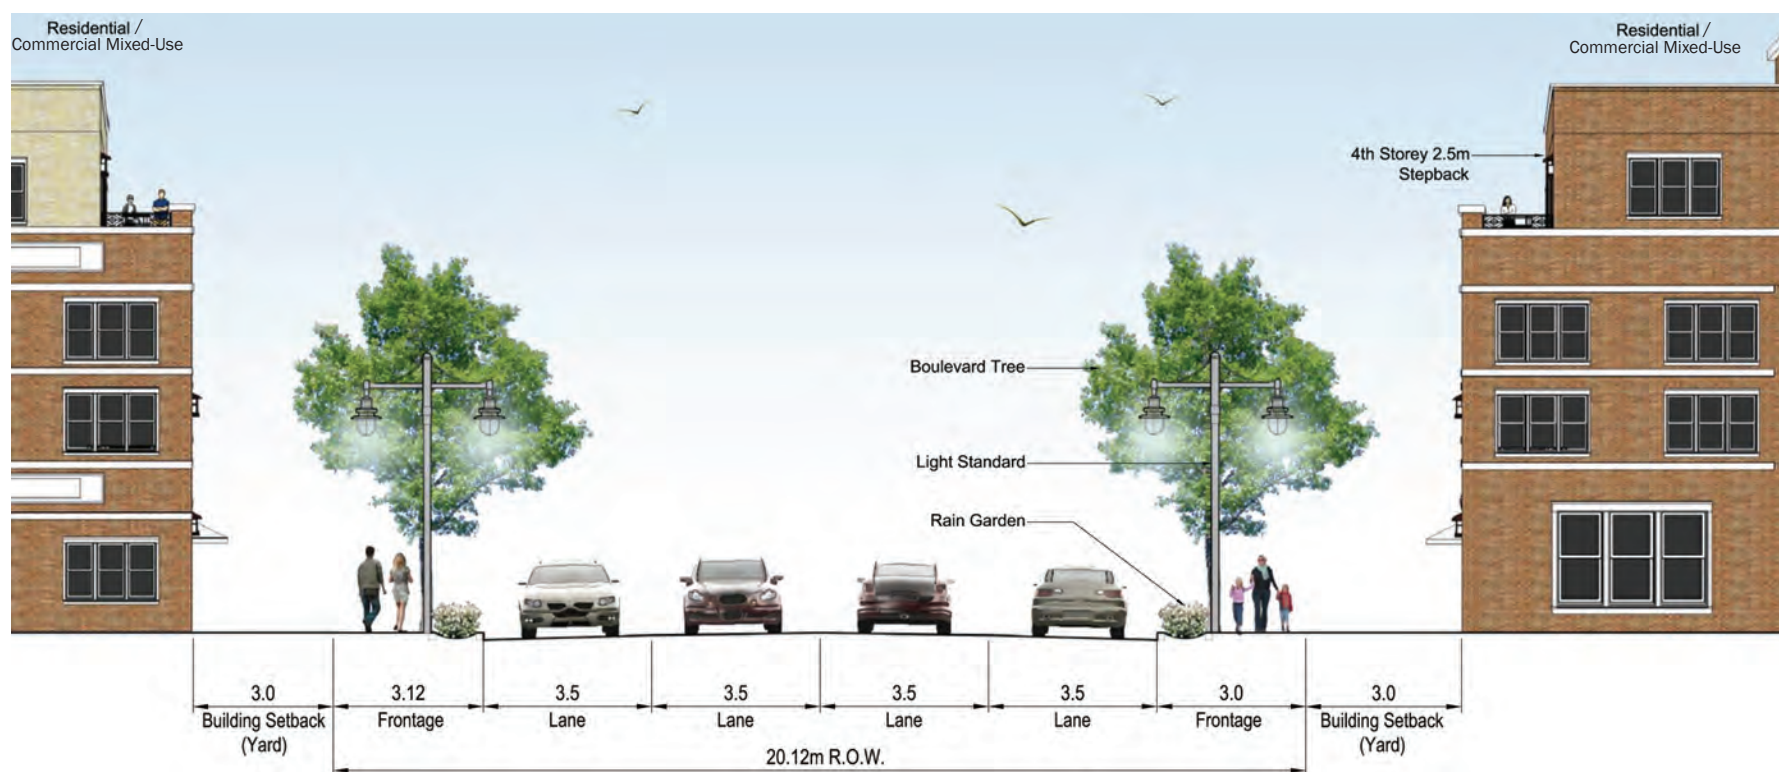 Residential /
Commercial Mixed-Use
Residential /
Commercial Mixed-Use
4th Storey 2.5m
Stepback
Boulevard Tree
Light Standard
Rain Garden
3.0
3.12
3.5
3.5
3.5
3.5
3.0
3.0
Building Setback
(Yard)
Frontage
Lane
Lane
Lane
Lane
Frontage
Building Setback
(Yard)
20.12m R.O.W.